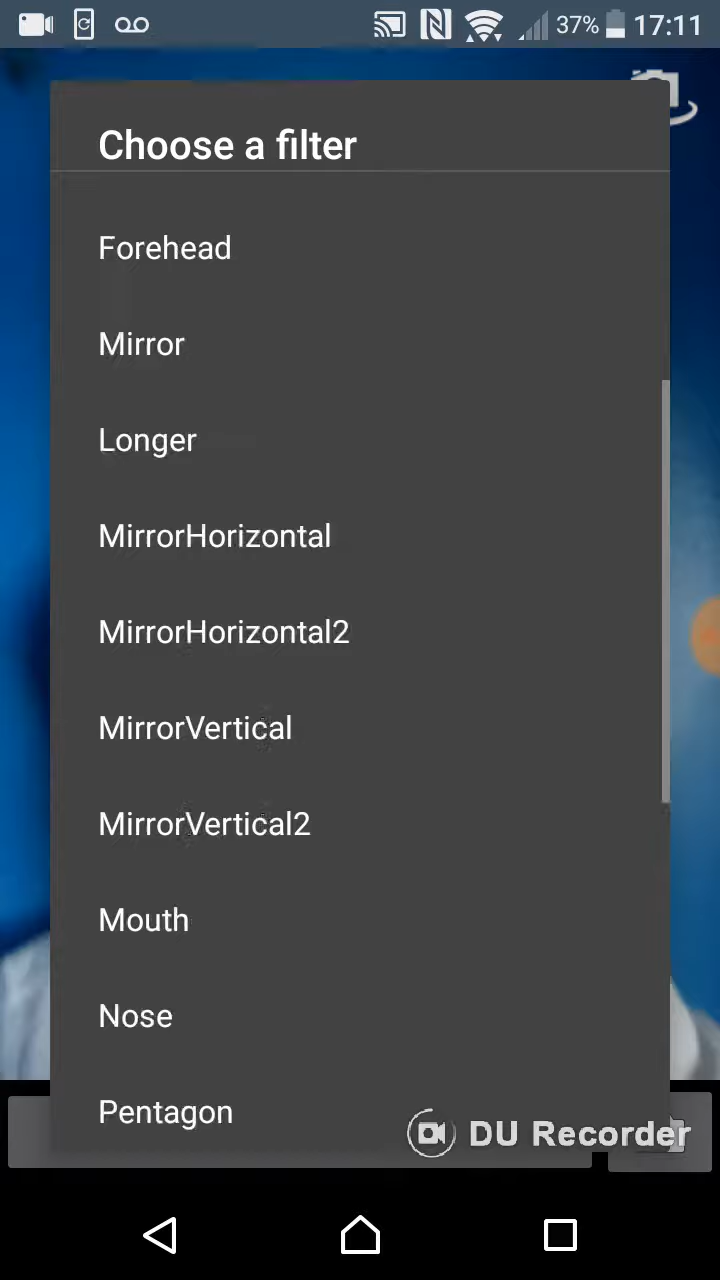 37% 17:11
Choose a filter
Forehead
Mirror
Longer
MirrorHorizontal
MirrorHorizontal2
MirrorVertical
MirrorVertical2
Mouth
Nose
Pentagon
DU Recorder